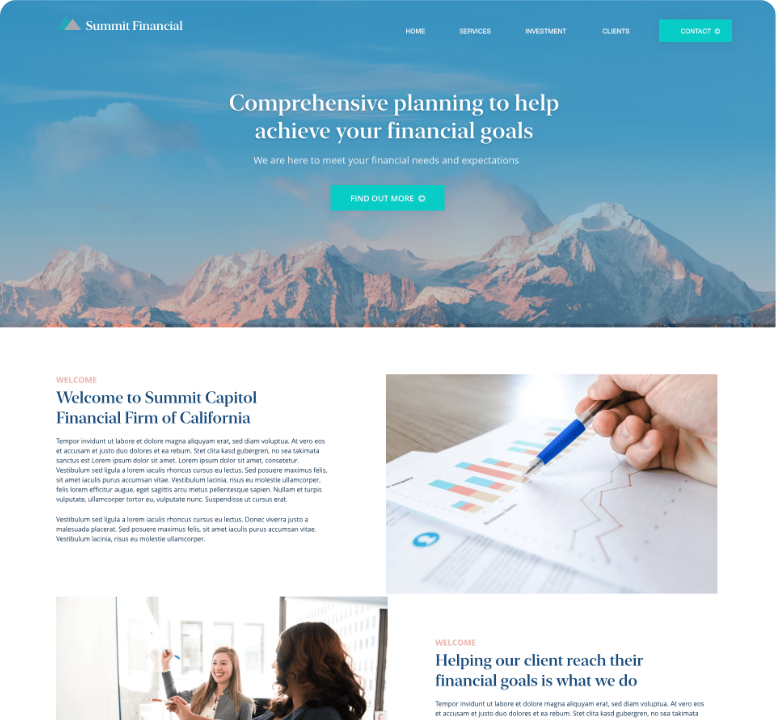 Summit Financial
HOME SERVICES INVESTMENT CLIENTS CONTACT
Comprehensive planning to help
achieve your financial goals
We are here to meet your financial needs and expectations
FIND OUT MORE
WELCOME
Welcome to Summit Capitol
Financial Firm of California
Tempor invidunt ut labore et dolore magna aliquyam erat, sed diam voluptua. At vero eos
et accusam et justo duo dolores et ea rebum. Stet clita kasd gubergren, no sea takimata
sanctus est Lorem ipsum dolor sit amet. Lorem ipsum dolor sit amet, consetetur.
Vestibulum sed ligula a lorem iaculis rhoncus cursus eu lectus. Sed posuere maximus felis,
sit amet iaculis purus accumsan vitae. Vestibulum lacinia, risus eu molestie ullamcorper,
felis lorem efficitur augue, eget sagittis arcu metus pellentesque sapien. Nullam et turpis
vulputate, ullamcorper tortor eu, vulputate nunc. Suspendisse ut cursus erat.
Vestibulum sed ligula a lorem iaculis rhoncus cursus eu lectus. Donec viverra justo a
malesuada placerat. Sed posuere maximus felis, sit amet iaculis purus accumsan vitae.
Vestibulum lacinia, risus eu molestie ullamcorper.
WELCOME
Helping our client reach their
financial goals is what we do
Tempor invidunt ut labore et dolore magna aliquyam erat, sed diam voluptua. At vero eos
et accusam et justo duo dolores et ea rebum. Stet clita kasd gubergren, no sea takimata